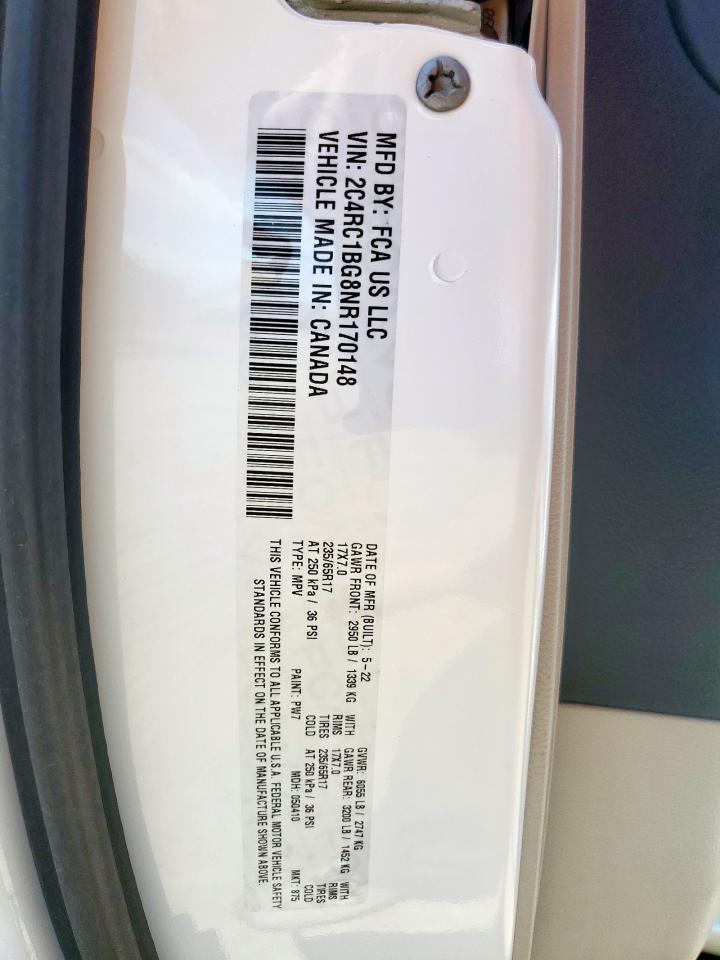 MFD BY: FCA US LLC
VIN: 2C4RC1BG8NR170148
VEHICLE MADE IN: CANADA
DATE OF MFR (BUILT): 5-22 GVWR: 6055 LB / 2747 KG
GAWR FRONT: 2950 LB / 1339 KG WITH GAWR REAR: 3200 LB / 1452 KG WITH
17X7.0 RIMS 17X7.0 RIMS
235/65R17 TIRES 235/65R17 TIRES
AT 250 kPa / 36 PSI COLD AT 250 kPa / 36 PSI COLD
TYPE: MPV PAINT: PW7 MDH: 050410 MKT: 875
THIS VEHICLE CONFORMS TO ALL APPLICABLE U.S.A. FEDERAL MOTOR VEHICLE SAFETY
STANDARDS IN EFFECT ON THE DATE OF MANUFACTURE SHOWN ABOVE.